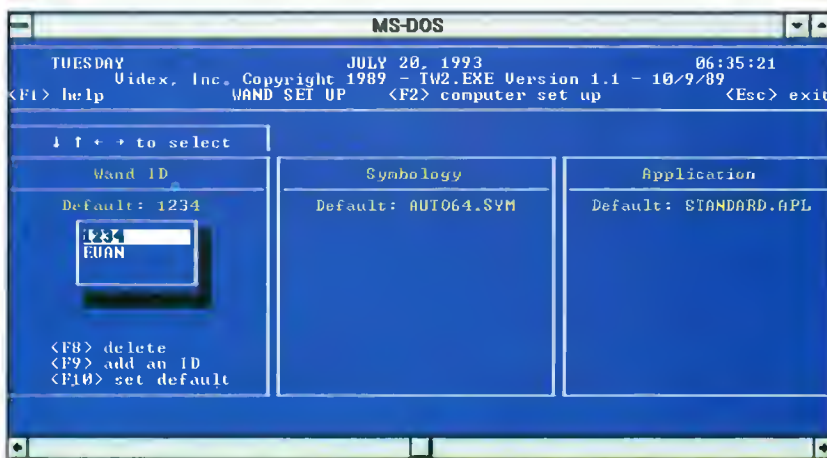 MS-DOS
TUESDAY JULY 20, 1993 06:35:21
Videx, Inc. Copyright 1989 - TW2.EXE Version 1.1 - 10/9/89
<F1> help WAND SET UP <F2> computer set up <Esc> exit
↓ ↑ ← → to select
Wand ID Symbology Application
Default: 1234 Default: AUTO64.SYM Default: STANDARD.APL
1234
EVAN
<F8> delete
<F9> add an ID
<F10> set default